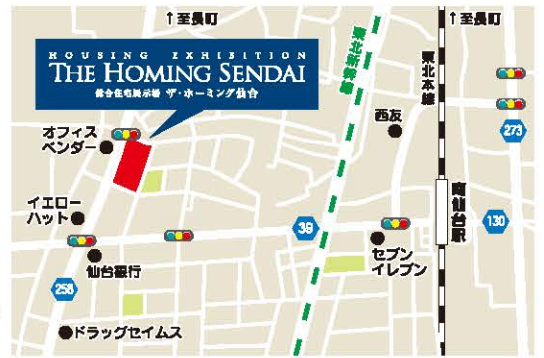 ↑至長町
↑至長町
HOUSING EXHIBITION
THE HOMING SENDAI
総合住宅展示場 ザ・ホーミング仙台
東北新幹線
東北本線
西友
オフィス
ベンダー
273
イエロー
ハット
39
南仙台駅
130
セブン
イレブン
仙台銀行
258
ドラッグセイムス